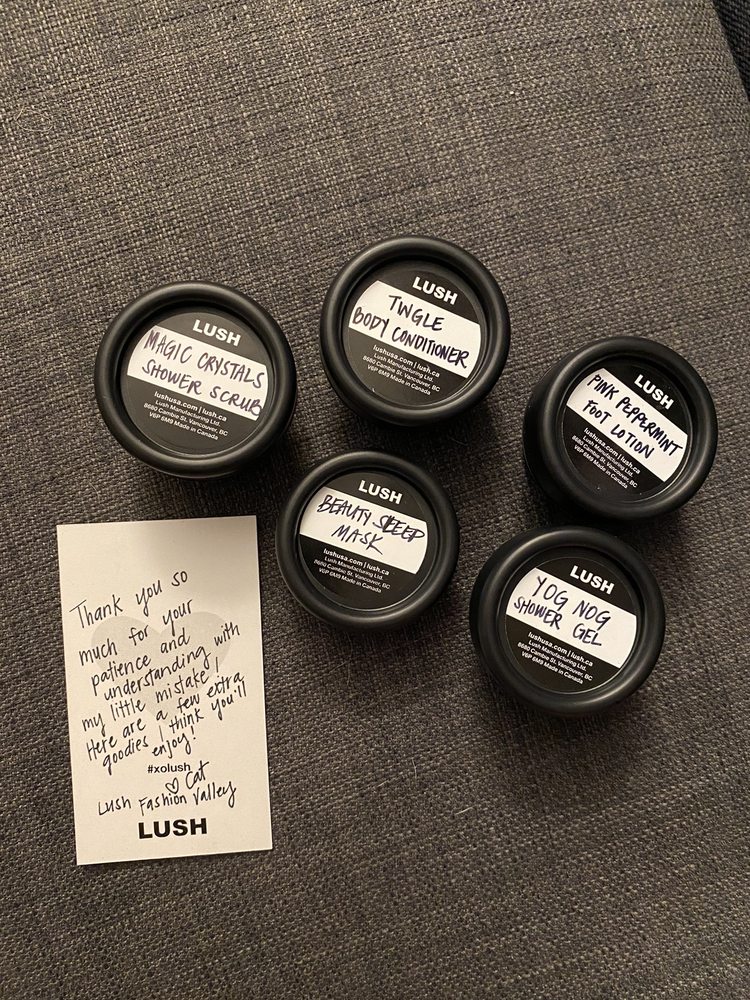 LUSH
MAGIC CRYSTALS
SHOWER SCRUB
lushusa.com | lush.ca
Lush Manufacturing Ltd.
8680 Cambie St. Vancouver, BC
V6P 6M9 Made in Canada
LUSH
TWGLE
BODY CONDITIONER
lushusa.com | lush.ca
Lush Manufacturing Ltd.
8680 Cambie St. Vancouver, BC
V6P 6M9 Made in Canada
LUSH
PINK PEPPERMINT
FOOT LOTION
lushusa.com | lush.ca
Lush Manufacturing Ltd.
8680 Cambie St. Vancouver, BC
V6P 6M9 Made in Canada
LUSH
BEAUTY SLEEP
MASK
lushusa.com | lush.ca
Lush Manufacturing Ltd.
8680 Cambie St. Vancouver, BC
V6P 6M9 Made in Canada
LUSH
YOG NOG
SHOWER GEL
lushusa.com | lush.ca
Lush Manufacturing Ltd.
8680 Cambie St. Vancouver, BC
V6P 6M9 Made in Canada
Thank you so
much for your
patience and
understanding with
my little mistake!
Here are a few extra
goodies I think you'll
enjoy!
#xolush
♡ Cat
Lush Fashion Valley
LUSH